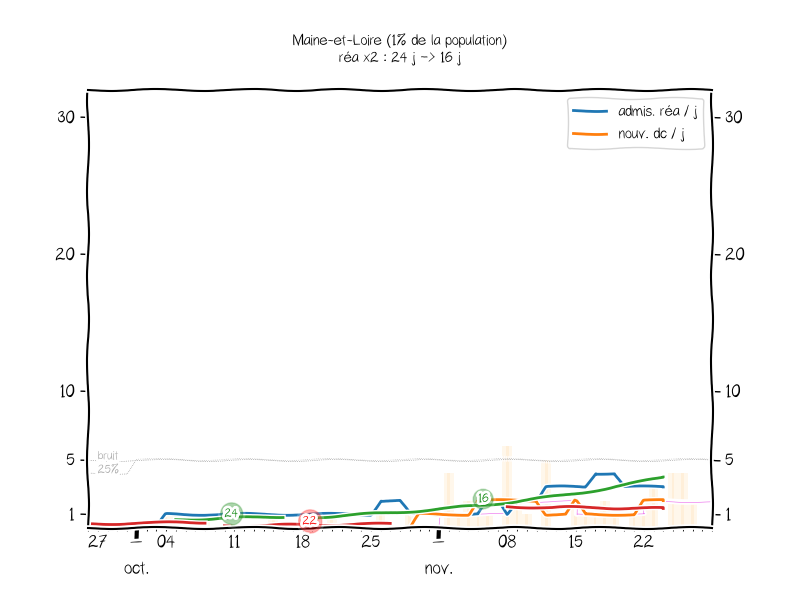 Maine-et-Loire (1% de la population)
réa x2 : 24 j -> 16 j
admis. réa / j
nouv. dc / j
30 30
20 20
10 10
5 5
1 1
bruit
25%
24 22 16
27 04 11 18 25 08 15 22
oct. nov.